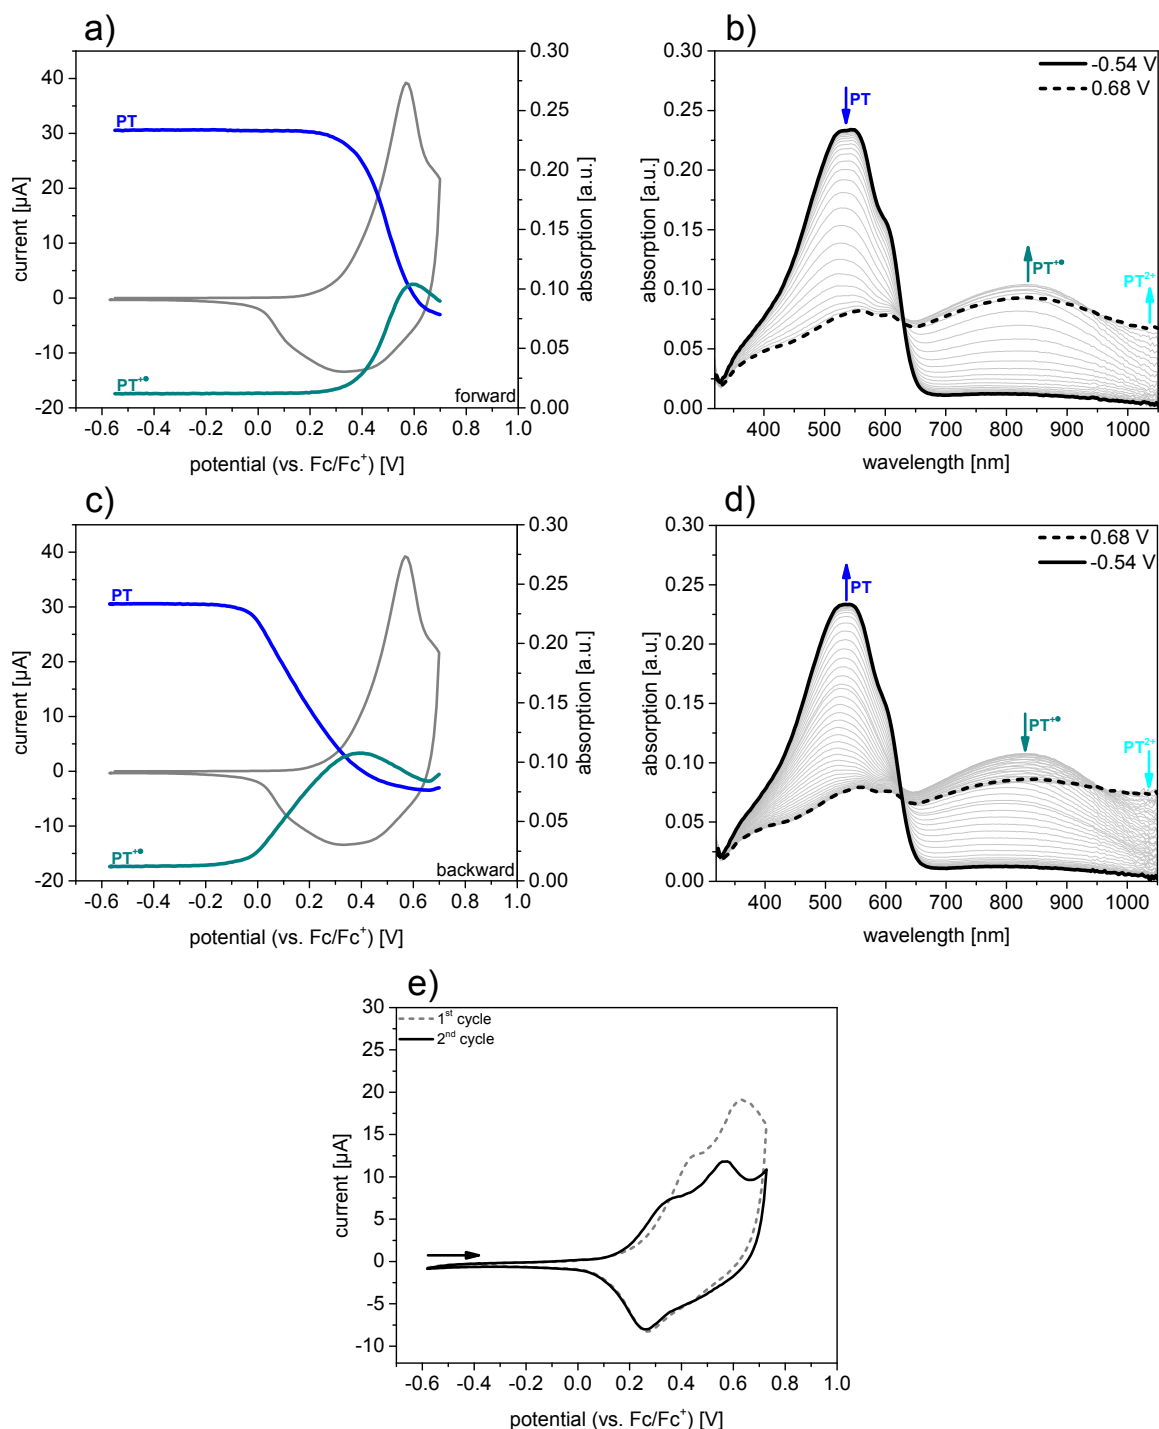 a)
40
30
20
10
0
-10
-20
current [µA]
0.30
0.25
0.20
0.15
0.10
0.05
0.00
absorption [a.u.]
PT
PT+●
forward
-0.6 -0.4 -0.2 0.0 0.2 0.4 0.6 0.8 1.0
potential (vs. Fc/Fc+) [V]
b)
0.30
0.25
0.20
0.15
0.10
0.05
0.00
absorption [a.u.]
-0.54 V
0.68 V
PT
PT+●
PT2+
400 500 600 700 800 900 1000
wavelength [nm]
c)
40
30
20
10
0
-10
-20
current [µA]
0.30
0.25
0.20
0.15
0.10
0.05
0.00
absorption [a.u.]
PT
PT+●
backward
-0.6 -0.4 -0.2 0.0 0.2 0.4 0.6 0.8 1.0
potential (vs. Fc/Fc+) [V]
d)
0.30
0.25
0.20
0.15
0.10
0.05
0.00
absorption [a.u.]
0.68 V
-0.54 V
PT
PT+●
PT2+
400 500 600 700 800 900 1000
wavelength [nm]
e)
30
25
20
15
10
5
0
-5
-10
current [µA]
1st cycle
2nd cycle
-0.6 -0.4 -0.2 0.0 0.2 0.4 0.6 0.8 1.0
potential (vs. Fc/Fc+) [V]